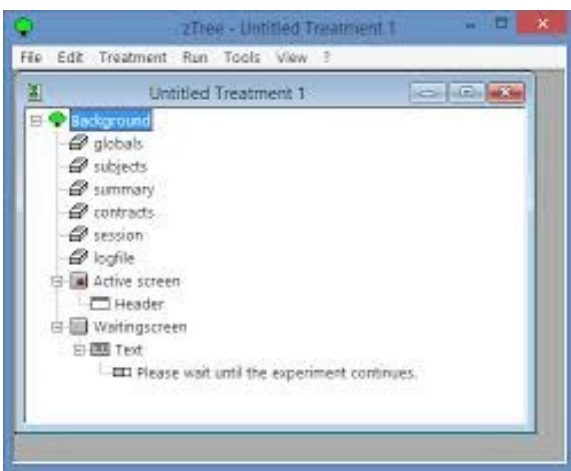 zTree - Untitled Treatment 1
File Edit Treatment Run Tools View ?
Untitled Treatment 1
Background
globals
subjects
summary
contracts
session
logfile
Active screen
Header
Waitingscreen
Text
Please wait until the experiment continues.